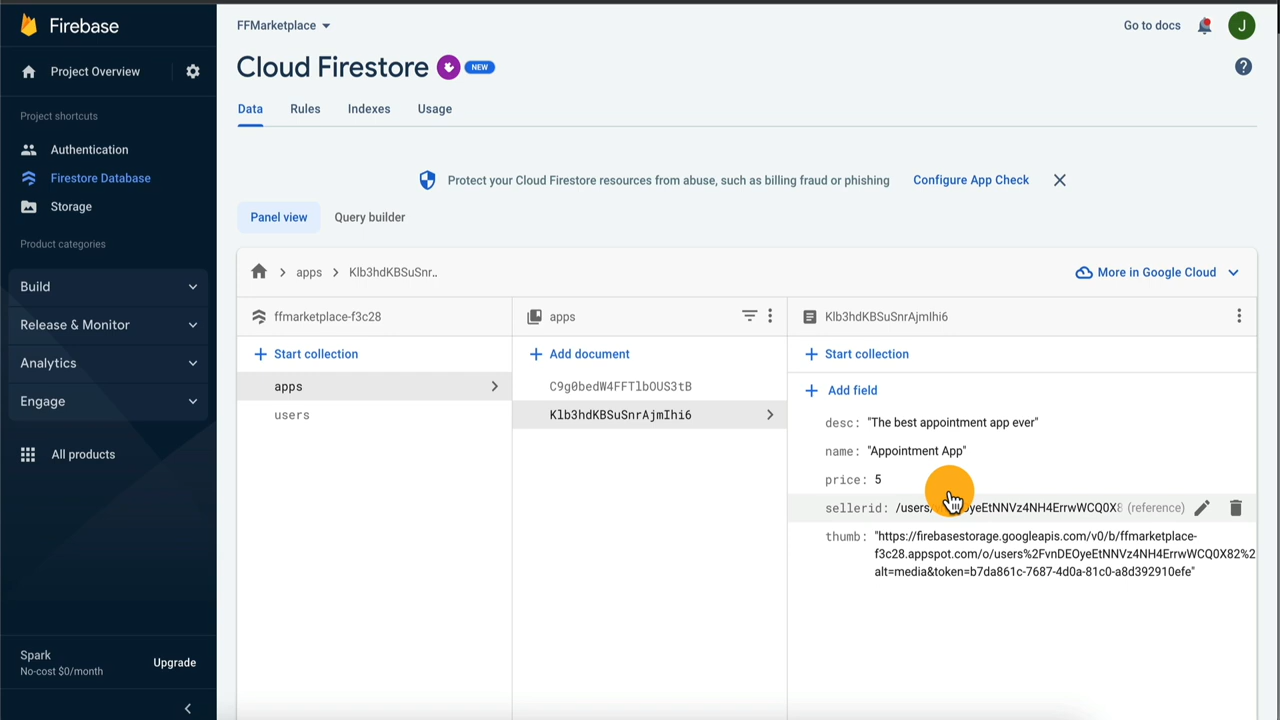 Firebase
FFMarketplace
Go to docs
J
Project Overview
Cloud Firestore
NEW
Data
Rules
Indexes
Usage
Project shortcuts
Authentication
Firestore Database
Storage
Product categories
Build
Release & Monitor
Analytics
Engage
All products
Spark
No-cost $0/month
Upgrade
Protect your Cloud Firestore resources from abuse, such as billing fraud or phishing
Configure App Check
Panel view
Query builder
apps
Klb3hdKBSuSnr..
More in Google Cloud
ffmarketplace-f3c28
Start collection
apps
users
apps
Add document
C9g0bedW4FFTlbOUS3tB
Klb3hdKBSuSnrAjmIhi6
Klb3hdKBSuSnrAjmIhi6
Start collection
Add field
desc: "The best appointment app ever"
name: "Appointment App"
price: 5
sellerid: /users/ yeEtNNVz4NH4ErrwWCQ0X8 (reference)
thumb: "https://firebasestorage.googleapis.com/v0/b/ffmarketplace-
f3c28.appspot.com/o/users%2FvnDEOyeEtNNVz4NH4ErrwWCQ0X82%2
alt=media&token=b7da861c-7687-4d0a-81c0-a8d392910efe"